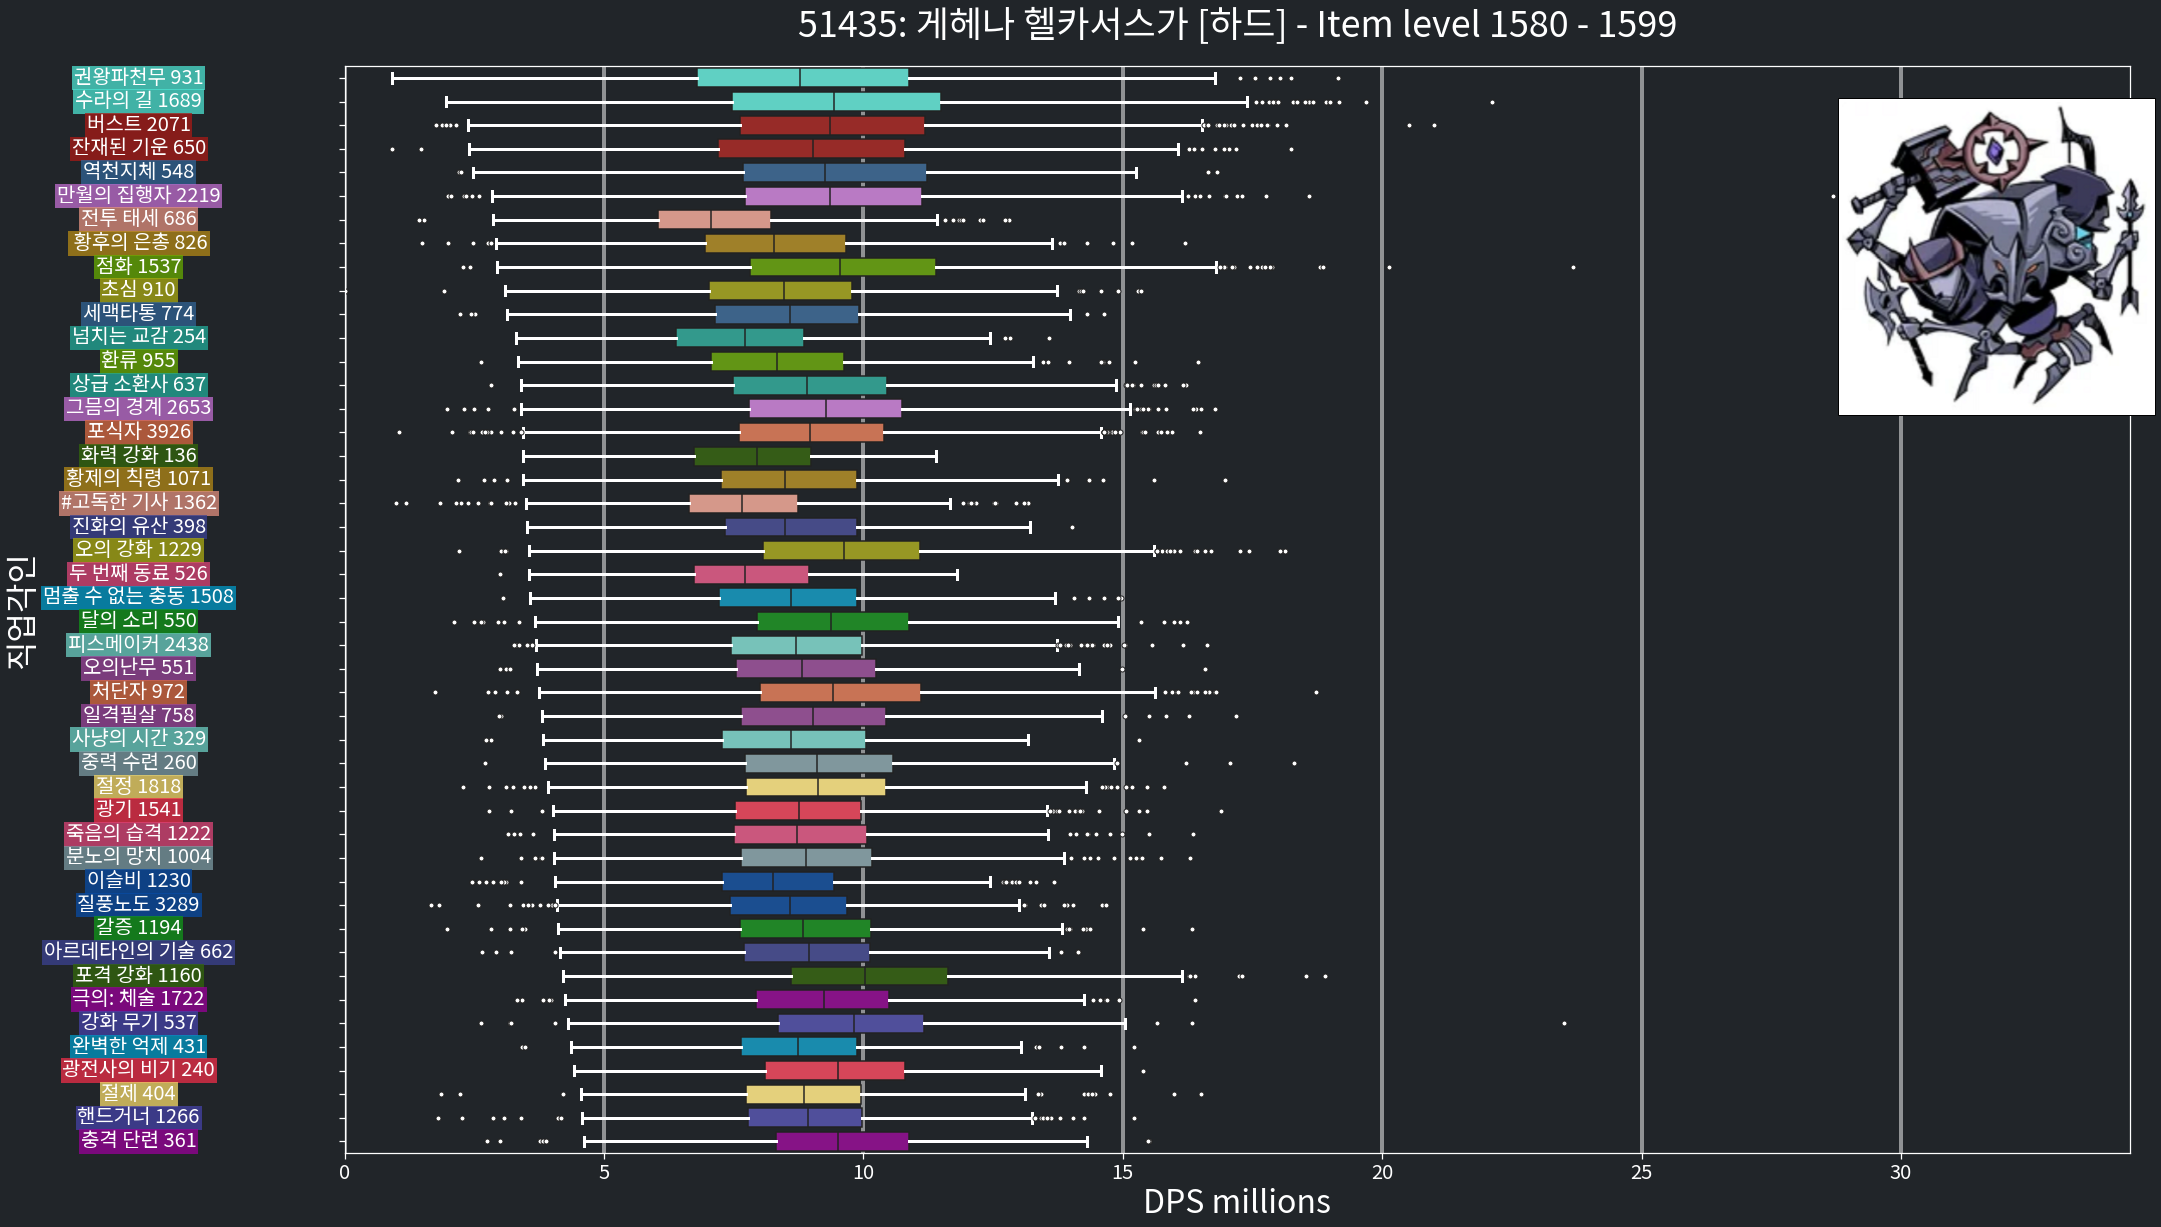 51435: 게헤나 헬카서스가 [하드] - Item level 1580 - 1599
직업각인
권왕파천무 931
수라의 길 1689
버스트 2071
잔재된 기운 650
역천지체 548
만월의 집행자 2219
전투 태세 686
황후의 은총 826
점화 1537
초심 910
세맥타통 774
넘치는 교감 254
환류 955
상급 소환사 637
그믐의 경계 2653
포식자 3926
화력 강화 136
황제의 칙령 1071
#고독한 기사 1362
진화의 유산 398
오의 강화 1229
두 번째 동료 526
멈출 수 없는 충동 1508
달의 소리 550
피스메이커 2438
오의난무 551
처단자 972
일격필살 758
사냥의 시간 329
중력 수련 260
절정 1818
광기 1541
죽음의 습격 1222
분노의 망치 1004
이슬비 1230
질풍노도 3289
갈증 1194
아르데타인의 기술 662
포격 강화 1160
극의: 체술 1722
강화 무기 537
완벽한 억제 431
광전사의 비기 240
절제 404
핸드거너 1266
충격 단련 361
0 5 10 15 20 25 30
DPS millions